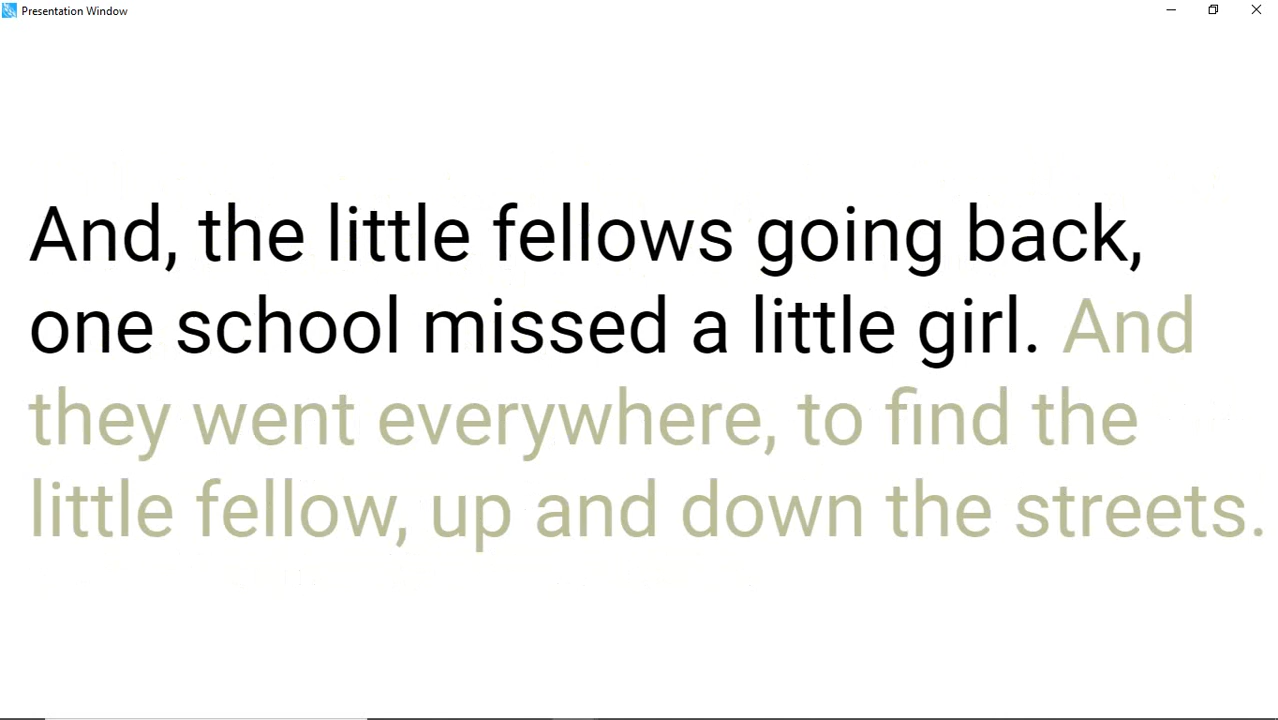 Presentation Window
And, the little fellows going back,
one school missed a little girl. And
they went everywhere, to find the
little fellow, up and down the streets.